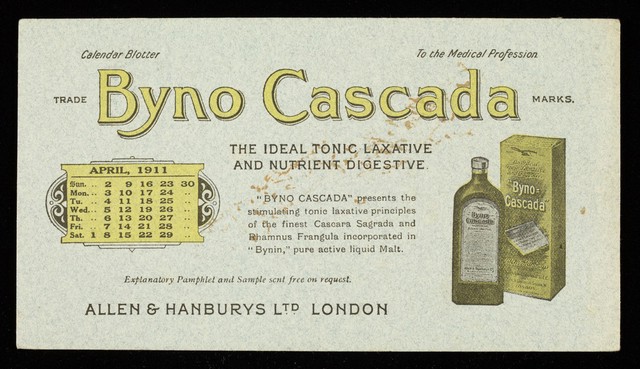 Calendar Blotter
To the Medical Profession
TRADE Byno Cascada MARKS.
THE IDEAL TONIC LAXATIVE
AND NUTRIENT DIGESTIVE
APRIL, 1911
Sun. .. 2 9 16 23 30
Mon. .. 3 10 17 24 ..
Tu. .. 4 11 18 25 ..
Wed. .. 5 12 19 26 ..
Th. .. 6 13 20 27 ..
Fri. .. 7 14 21 28 ..
Sat. 1 8 15 22 29 ..
"BYNO CASCADA" presents the
stimulating tonic laxative principles
of the finest Cascara Sagrada and
Rhamnus Frangula incorporated in
"Bynin," pure active liquid Malt.
Explanatory Pamphlet and Sample sent free on request.
ALLEN & HANBURYS LTD LONDON
"Byno-
Cascada"